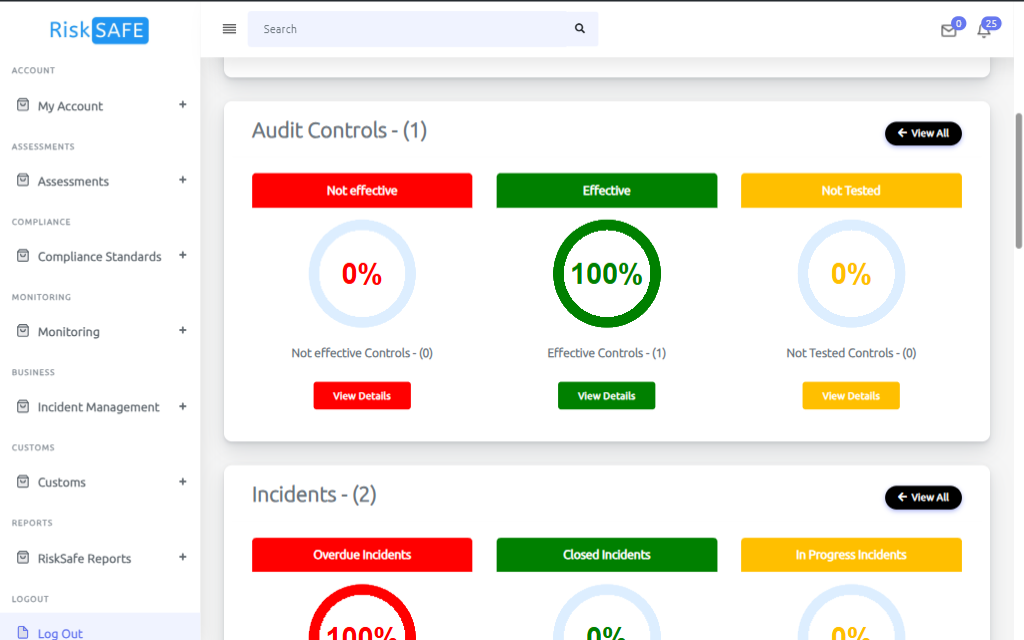 RiskSAFE
Search
0
25
ACCOUNT
My Account +
ASSESSMENTS
Assessments +
COMPLIANCE
Compliance Standards +
MONITORING
Monitoring +
BUSINESS
Incident Management +
CUSTOMS
Customs +
REPORTS
RiskSafe Reports +
LOGOUT
Log Out
Audit Controls - (1)
View All
Not effective
Effective
Not Tested
0%
100%
0%
Not effective Controls - (0)
Effective Controls - (1)
Not Tested Controls - (0)
View Details
View Details
View Details
Incidents - (2)
View All
Overdue Incidents
Closed Incidents
In Progress Incidents
100%
0%
0%